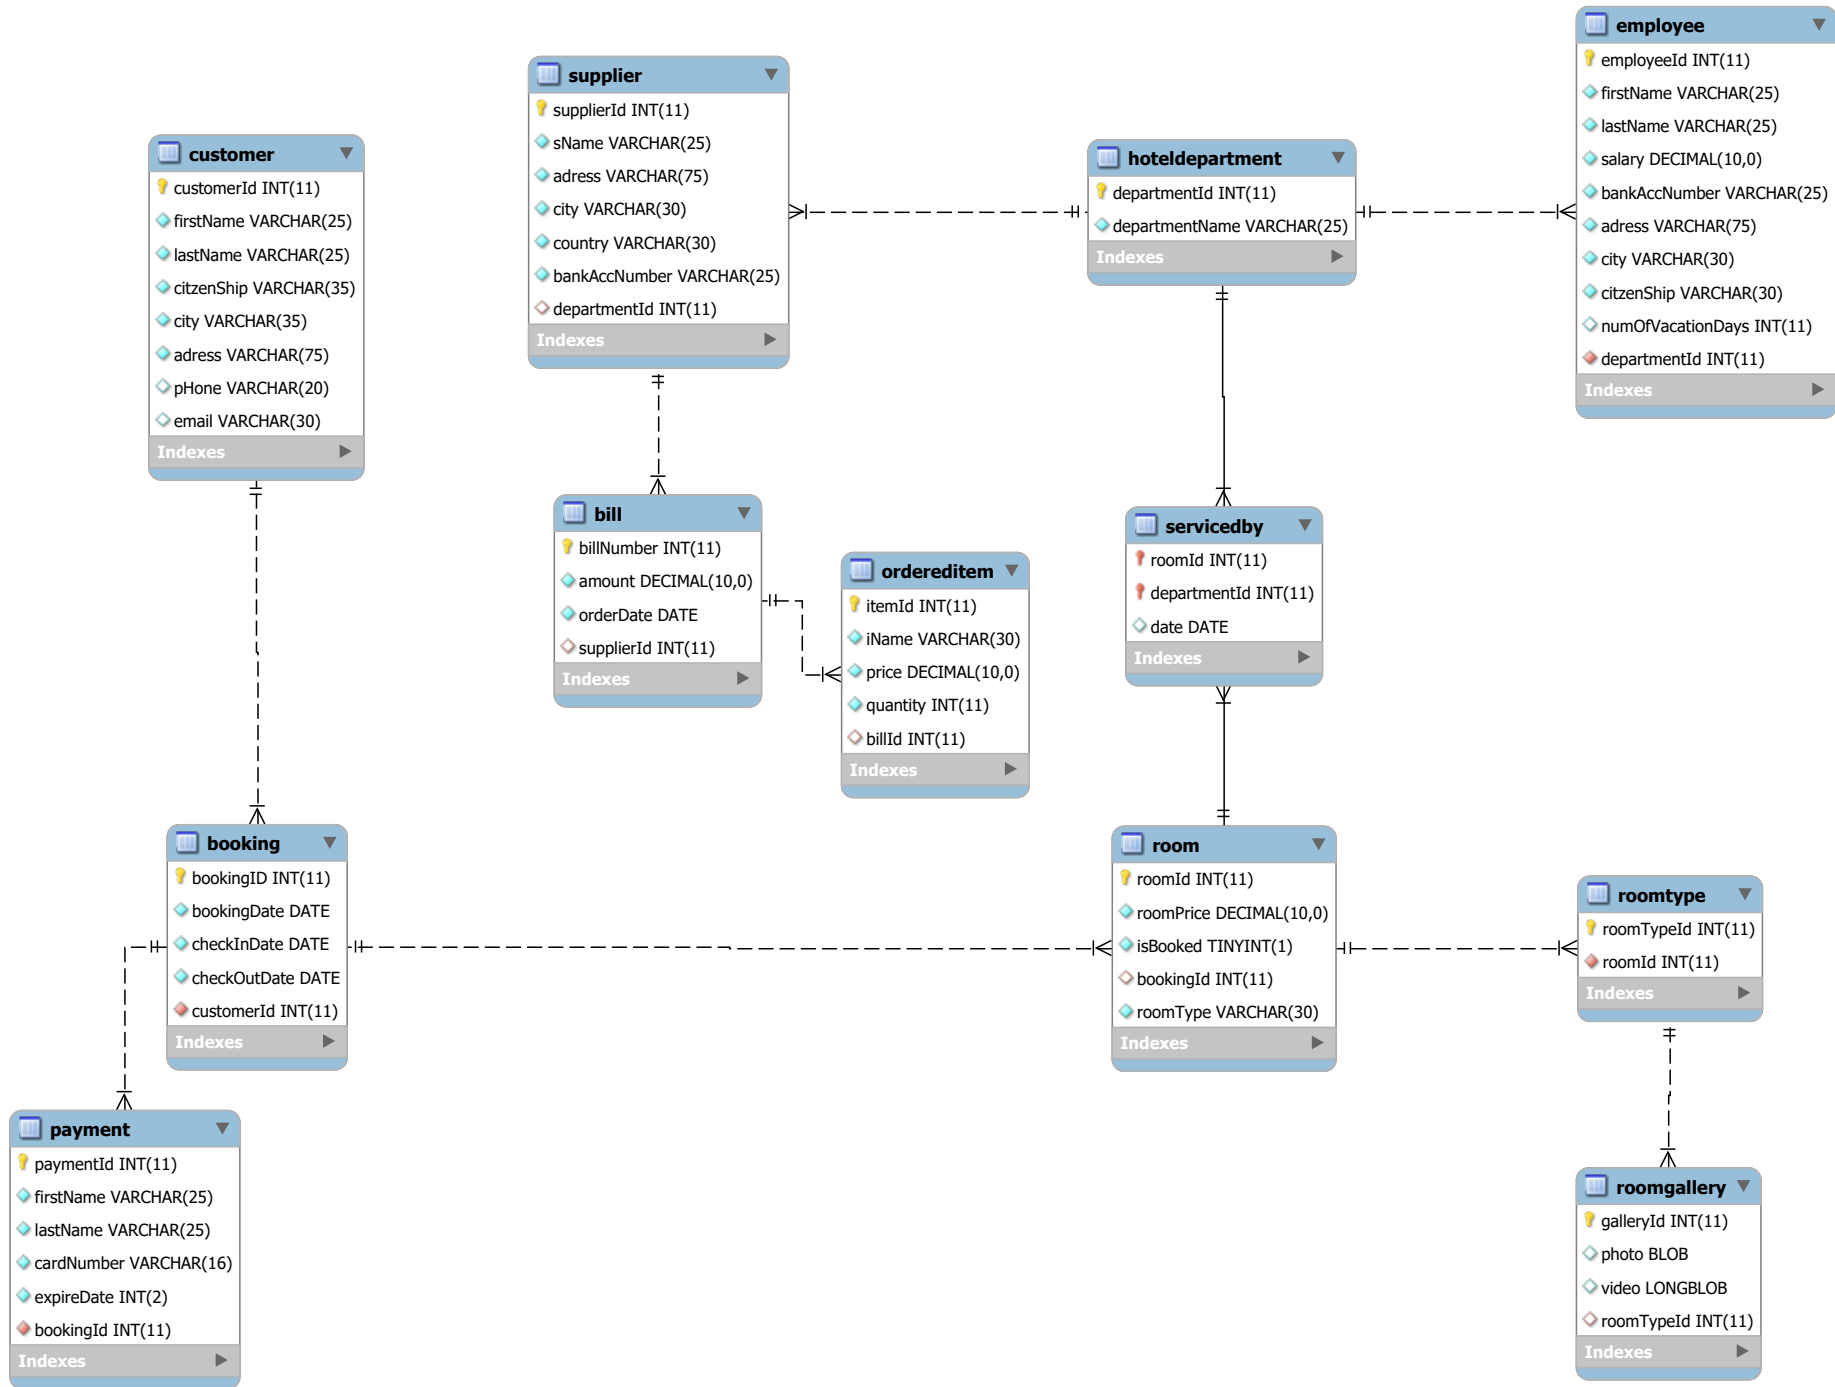 employee
employeeId INT(11)
firstName VARCHAR(25)
lastName VARCHAR(25)
salary DECIMAL(10,0)
bankAccNumber VARCHAR(25)
adress VARCHAR(75)
city VARCHAR(30)
citzenShip VARCHAR(30)
numOfVacationDays INT(11)
departmentId INT(11)
Indexes
supplier
supplierId INT(11)
sName VARCHAR(25)
adress VARCHAR(75)
city VARCHAR(30)
country VARCHAR(30)
bankAccNumber VARCHAR(25)
departmentId INT(11)
Indexes
customer
customerId INT(11)
firstName VARCHAR(25)
lastName VARCHAR(25)
citzenShip VARCHAR(35)
city VARCHAR(35)
adress VARCHAR(75)
pHone VARCHAR(20)
email VARCHAR(30)
Indexes
hoteldepartment
departmentId INT(11)
departmentName VARCHAR(25)
Indexes
bill
billNumber INT(11)
amount DECIMAL(10,0)
orderDate DATE
supplierId INT(11)
Indexes
ordereditem
itemId INT(11)
iName VARCHAR(30)
price DECIMAL(10,0)
quantity INT(11)
billId INT(11)
Indexes
servicedby
roomId INT(11)
departmentId INT(11)
date DATE
Indexes
booking
bookingID INT(11)
bookingDate DATE
checkInDate DATE
checkOutDate DATE
customerId INT(11)
Indexes
room
roomId INT(11)
roomPrice DECIMAL(10,0)
isBooked TINYINT(1)
bookingId INT(11)
roomType VARCHAR(30)
Indexes
roomtype
roomTypeId INT(11)
roomId INT(11)
Indexes
payment
paymentId INT(11)
firstName VARCHAR(25)
lastName VARCHAR(25)
cardNumber VARCHAR(16)
expireDate INT(2)
bookingId INT(11)
Indexes
roomgallery
galleryId INT(11)
photo BLOB
video LONGBLOB
roomTypeId INT(11)
Indexes